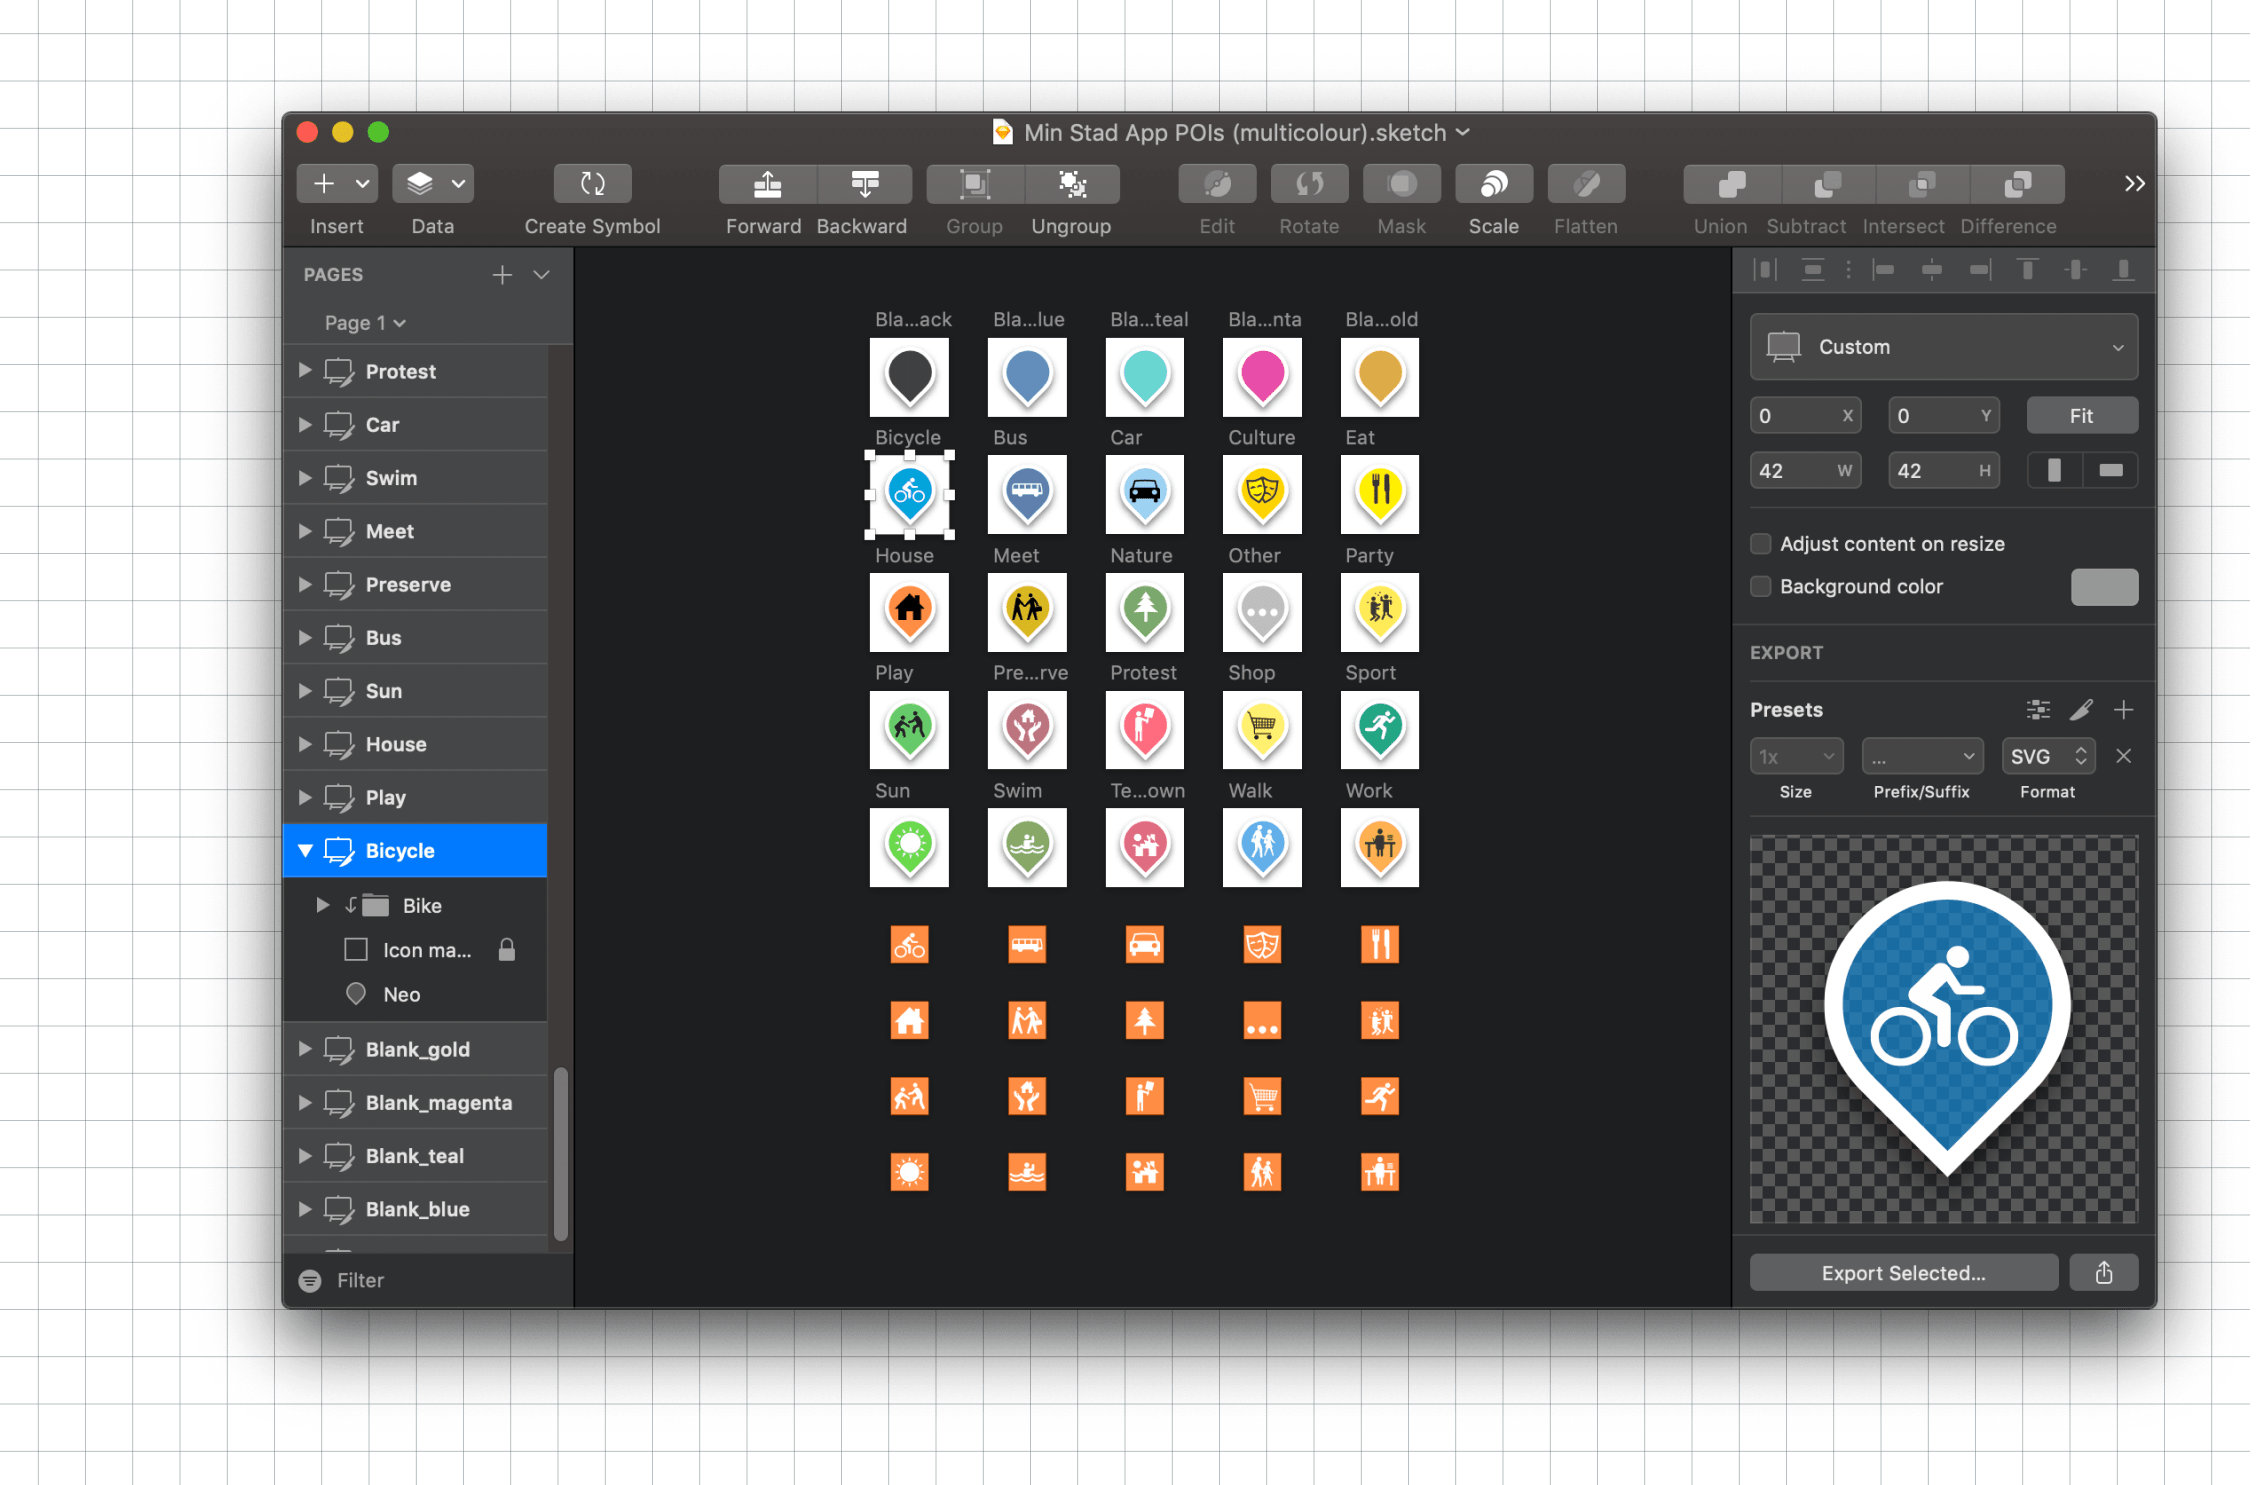 Min Stad App POIs (multicolour).sketch
Insert
Data
Create Symbol
Forward
Backward
Group
Ungroup
Edit
Rotate
Mask
Scale
Flatten
Union
Subtract
Intersect
Difference
PAGES
Page 1
Protest
Car
Swim
Meet
Preserve
Bus
Sun
House
Play
Bicycle
Bike
Icon ma...
Neo
Blank_gold
Blank_magenta
Blank_teal
Blank_blue
Filter
Bla...ack Bla...lue Bla...teal Bla...nta Bla...old
Bicycle Bus Car Culture Eat
House Meet Nature Other Party
Play Pre...rve Protest Shop Sport
Sun Swim Te...own Walk Work
Custom
0 X 0 Y Fit
42 W 42 H
Adjust content on resize
Background color
EXPORT
Presets
1x ... SVG
Size Prefix/Suffix Format
Export Selected...